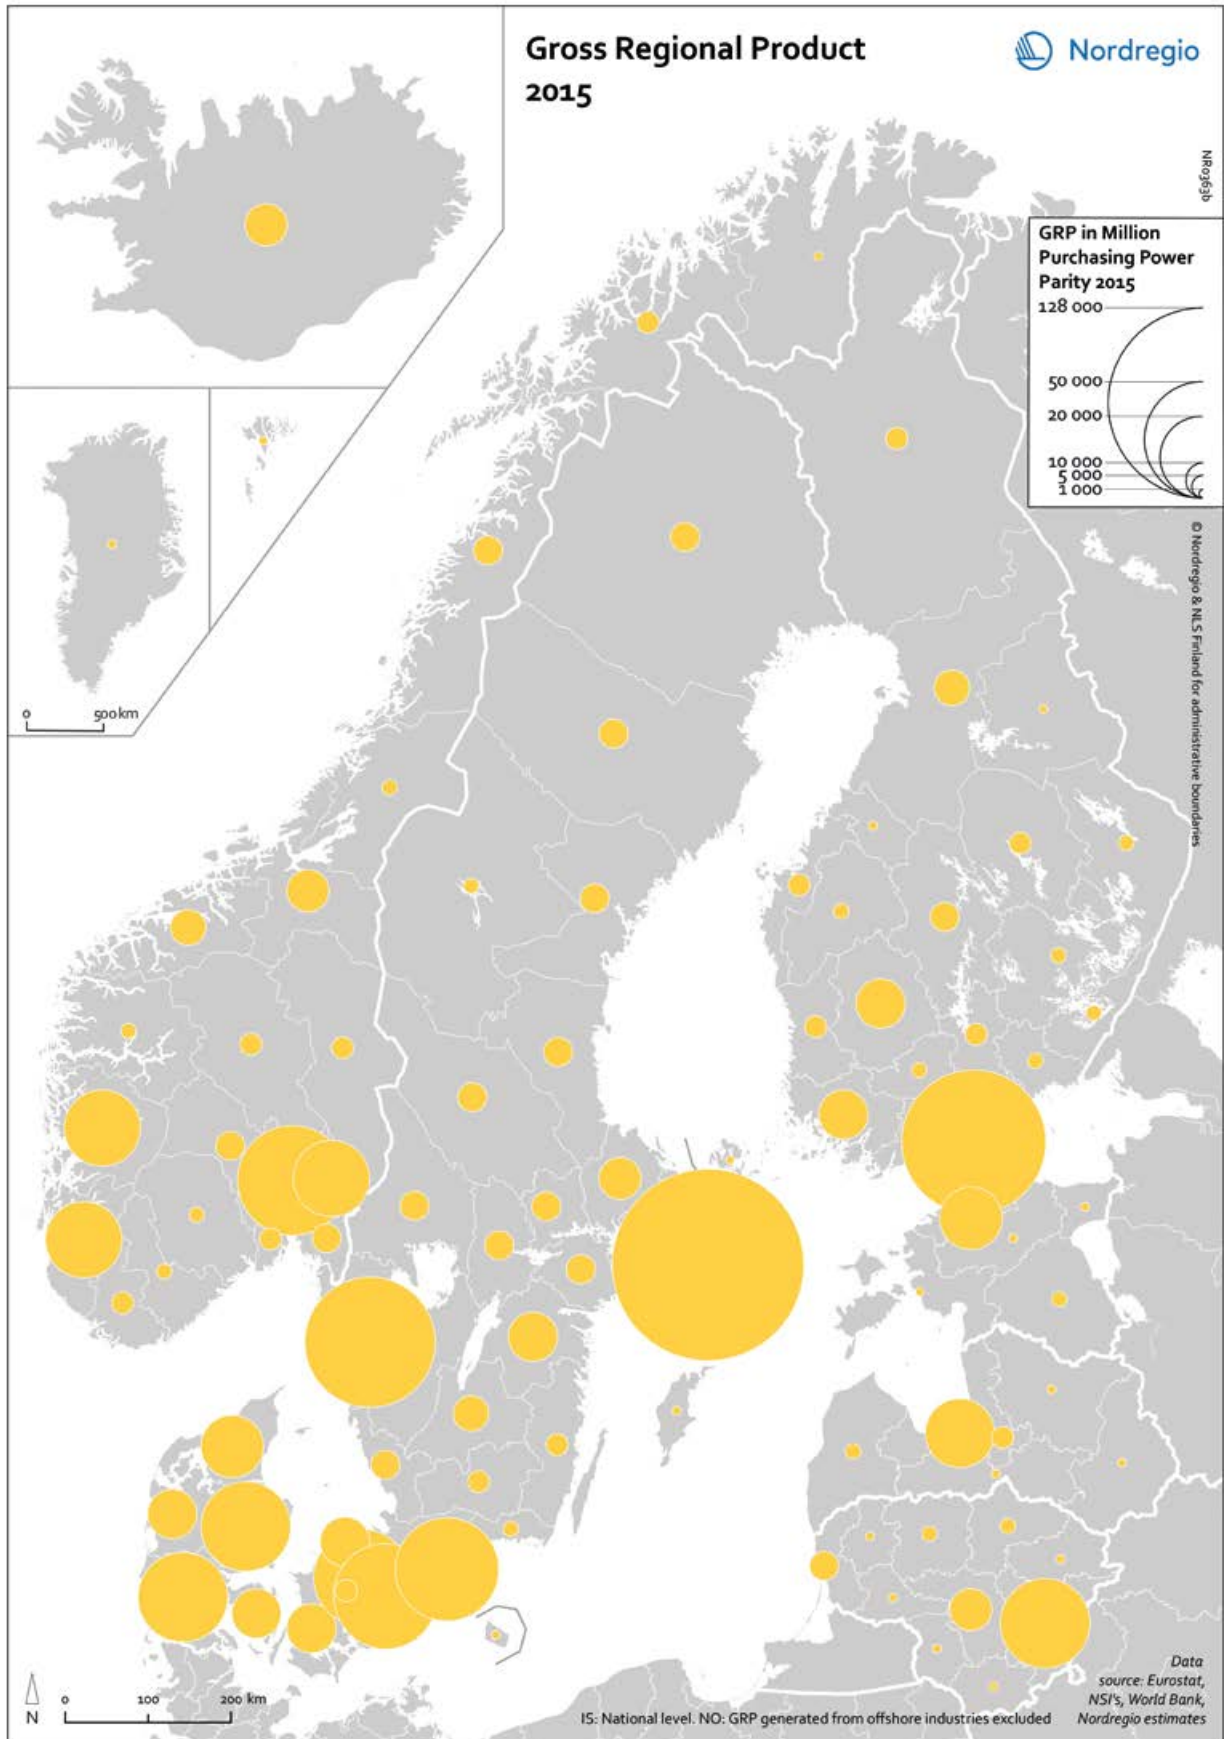 Gross Regional Product
2015
Nordregio
NR0363b
GRP in Million
Purchasing Power
Parity 2015
128 000
50 000
20 000
10 000
5 000
1 000
© Nordregio & NLS Finland for administrative boundaries
0 500 km
N 0 100 200 km
Data
source: Eurostat,
NSI's, World Bank,
Nordregio estimates
IS: National level. NO: GRP generated from offshore industries excluded